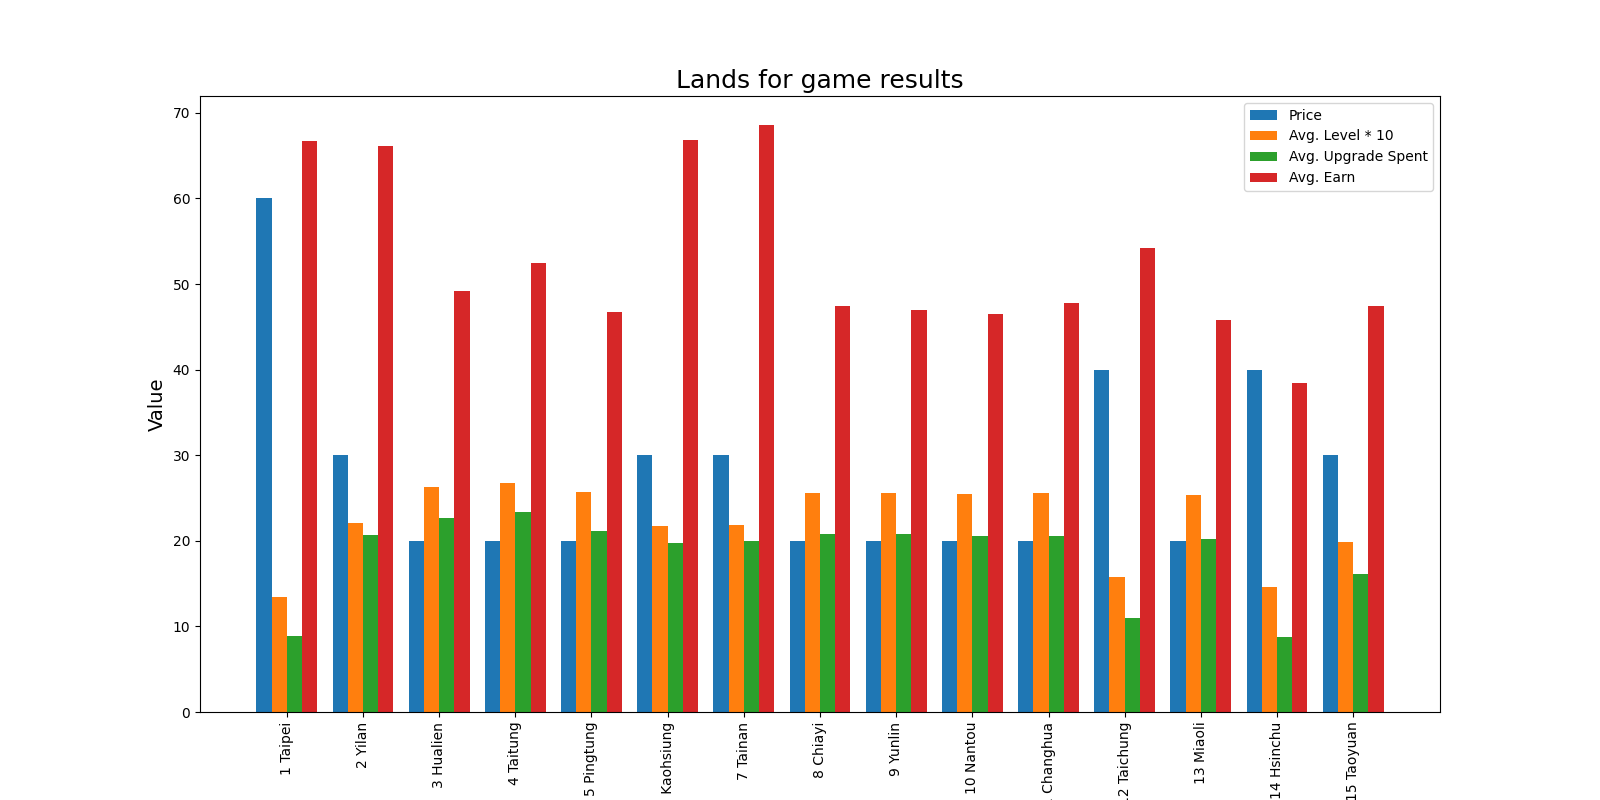 Lands for game results
Price
Avg. Level * 10
Avg. Upgrade Spent
Avg. Earn
Value
70
60
50
40
30
20
10
0
1 Taipei
2 Yilan
3 Hualien
4 Taitung
5 Pingtung
Kaohsiung
7 Tainan
8 Chiayi
9 Yunlin
10 Nantou
Changhua
12 Taichung
13 Miaoli
14 Hsinchu
15 Taoyuan